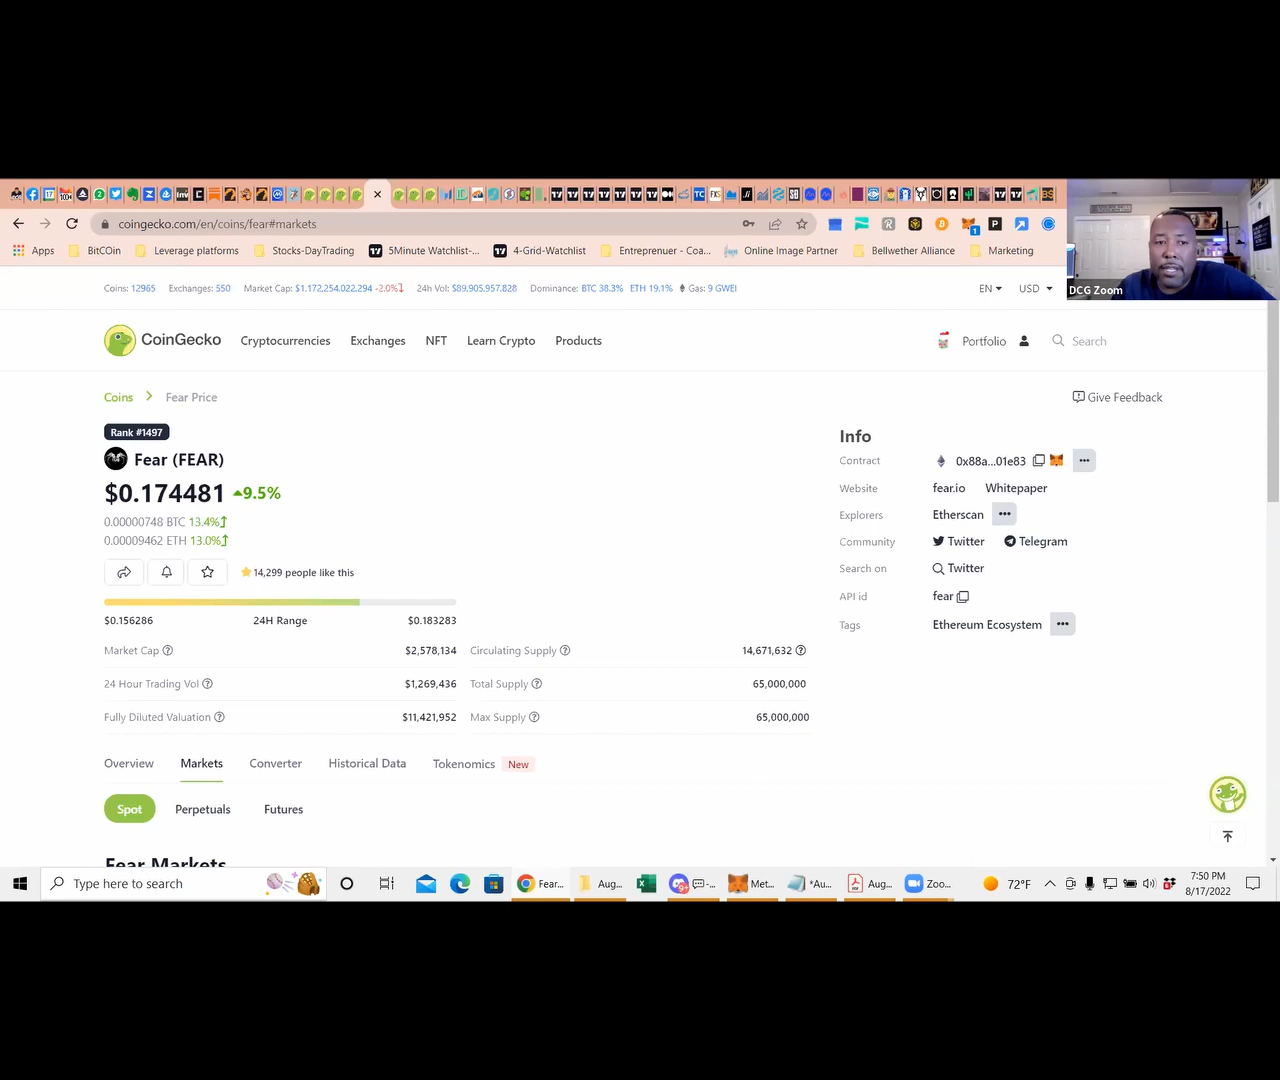 coingecko.com/en/coins/fear#markets
Apps BitCOin Leverage platforms Stocks-DayTrading 5Minute Watchlist-... 4-Grid-Watchlist Entreprenuer - Coa... Online Image Partner Bellwether Alliance Marketing
DCG Zoom
Coins: 12965 Exchanges: 550 Market Cap: $1,172,254,022,294 -2.0% 24h Vol: $89,905,957,828 Dominance: BTC 38.3% ETH 19.1% Gas: 9 GWEI EN USD
CoinGecko Cryptocurrencies Exchanges NFT Learn Crypto Products Portfolio Search
Coins Fear Price Give Feedback
Rank #1497
Fear (FEAR)
$0.174481 9.5%
0.00000748 BTC 13.4%
0.00009462 ETH 13.0%
14,299 people like this
$0.156286 24H Range $0.183283
Market Cap $2,578,134 Circulating Supply 14,671,632
24 Hour Trading Vol $1,269,436 Total Supply 65,000,000
Fully Diluted Valuation $11,421,952 Max Supply 65,000,000
Info
Contract 0x88a...01e83
Website fear.io Whitepaper
Explorers Etherscan
Community Twitter Telegram
Search on Twitter
API id fear
Tags Ethereum Ecosystem
Overview Markets Converter Historical Data Tokenomics New
Spot Perpetuals Futures
Fear Markets
Type here to search Fear... Aug... Met... *Au... Aug... Zoo... 72°F 7:50 PM
8/17/2022